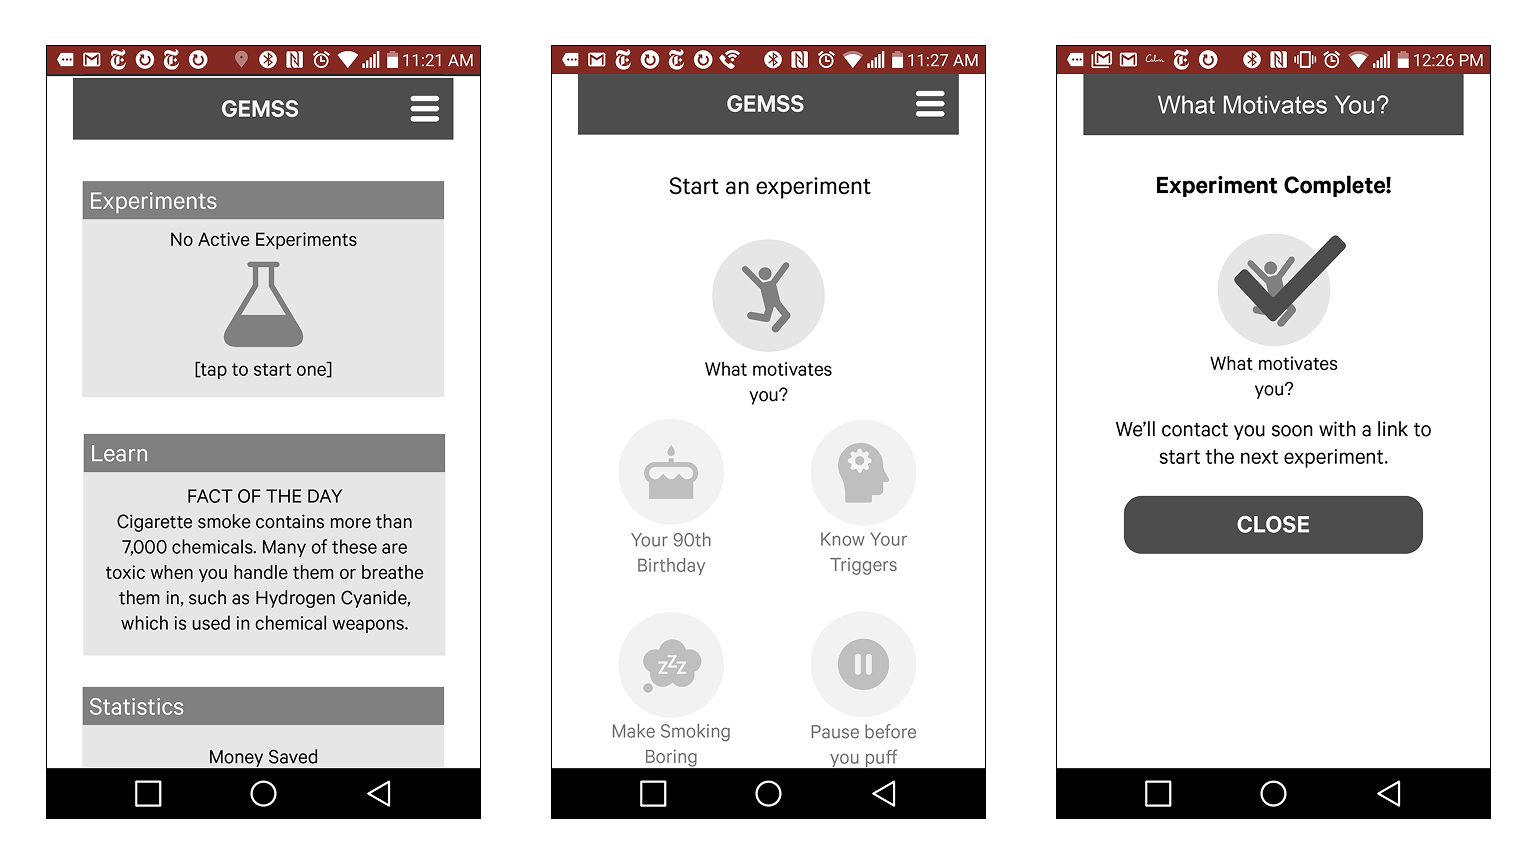 11:21 AM
GEMSS
Experiments
No Active Experiments
[tap to start one]
Learn
FACT OF THE DAY
Cigarette smoke contains more than
7,000 chemicals. Many of these are
toxic when you handle them or breathe
them in, such as Hydrogen Cyanide,
which is used in chemical weapons.
Statistics
Money Saved
11:27 AM
GEMSS
Start an experiment
What motivates
you?
Your 90th
Birthday
Know Your
Triggers
zzz
Make Smoking
Boring
Pause before
you puff
Calm
12:26 PM
What Motivates You?
Experiment Complete!
What motivates
you?
We'll contact you soon with a link to
start the next experiment.
CLOSE